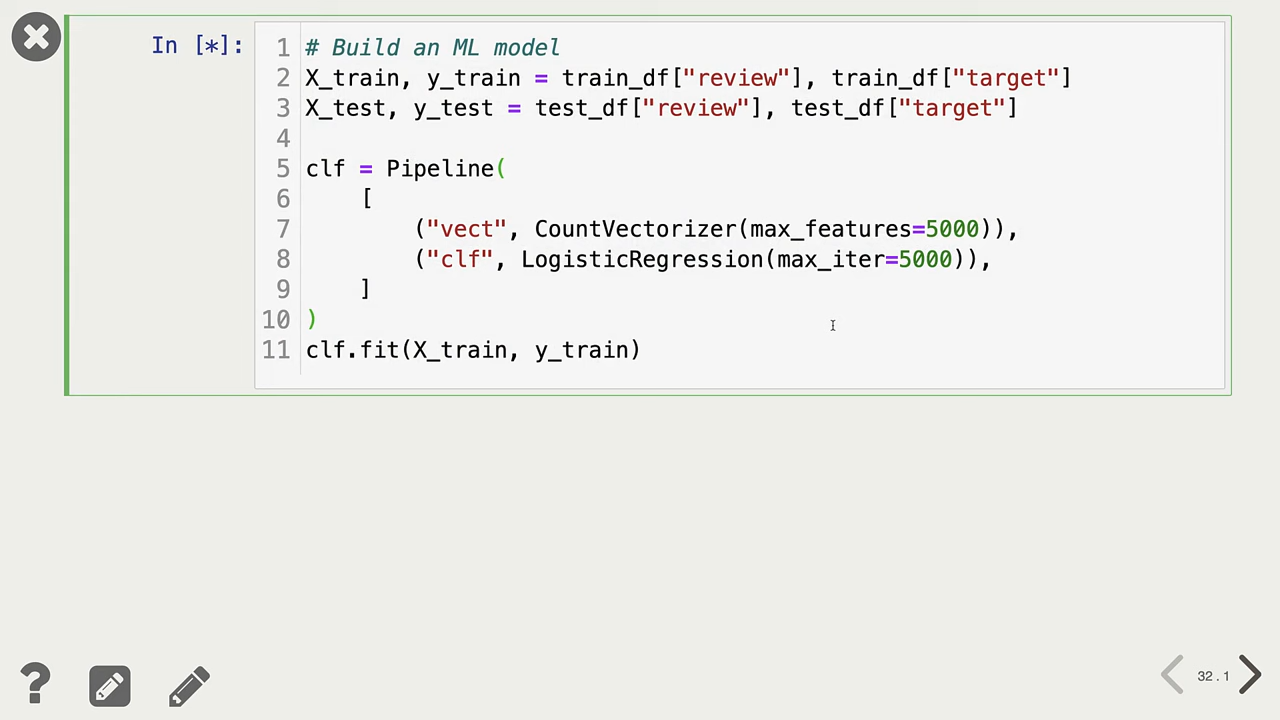 In [*]:
1 # Build an ML model
2 X_train, y_train = train_df["review"], train_df["target"]
3 X_test, y_test = test_df["review"], test_df["target"]
4
5 clf = Pipeline(
6     [
7         ("vect", CountVectorizer(max_features=5000)),
8         ("clf", LogisticRegression(max_iter=5000)),
9     ]
10 )
11 clf.fit(X_train, y_train)
?
32.1